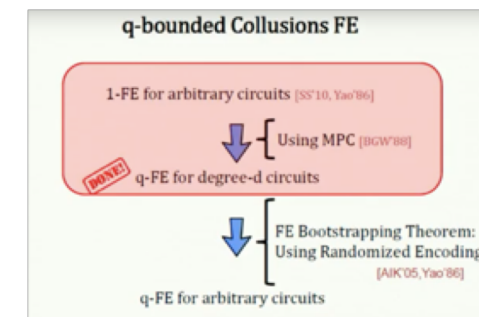 q-bounded Collusions FE
1-FE for arbitrary circuits [SS'10, Yao'86]
Using MPC [BGW'88]
DONE!
q-FE for degree-d circuits
FE Bootstrapping Theorem:
Using Randomized Encoding
[AIK'05,Yao'86]
q-FE for arbitrary circuits